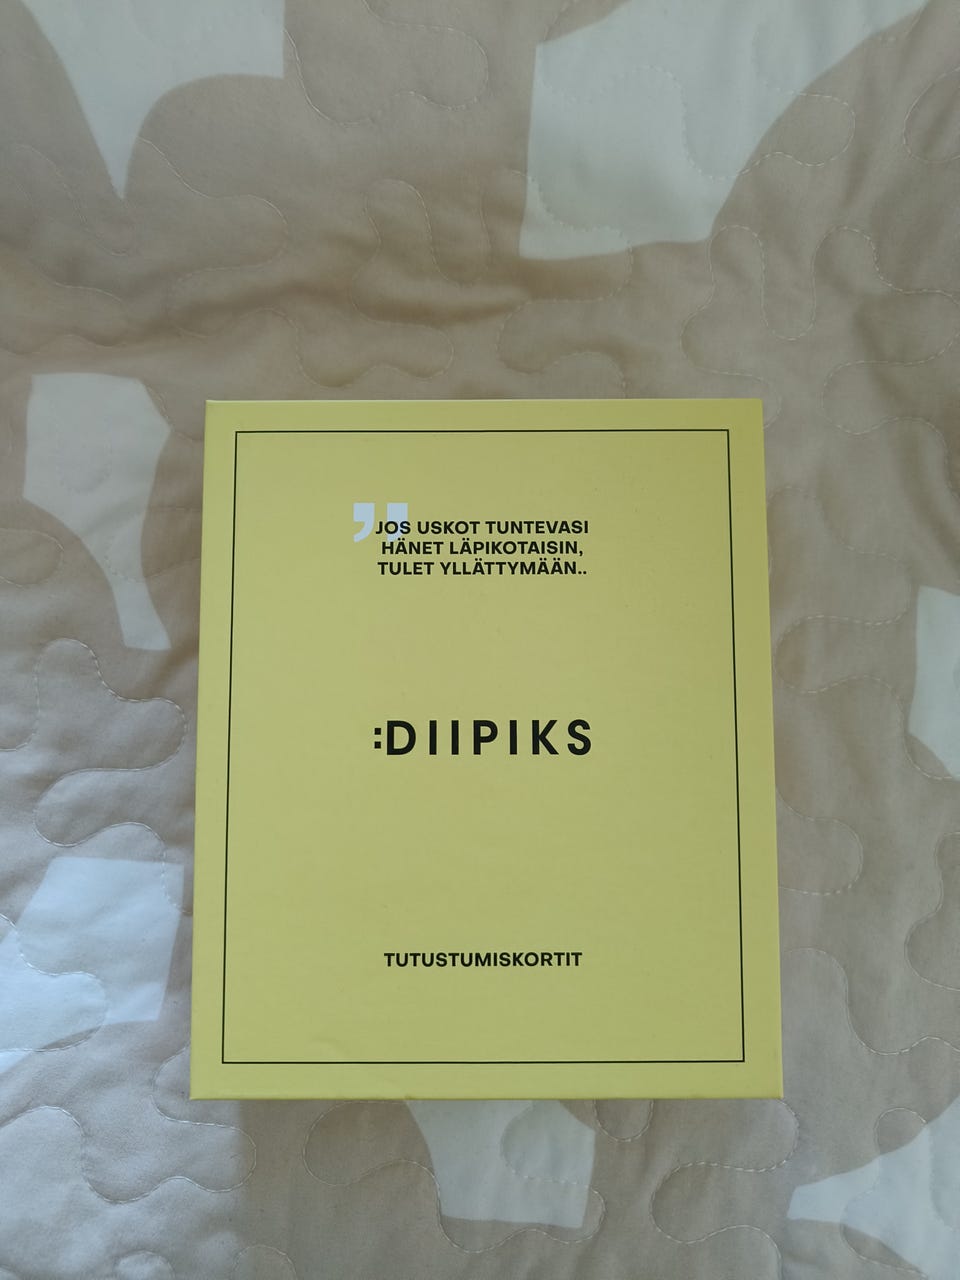 ”JOS USKOT TUNTEVASI
HÄNET LÄPIKOTAISIN,
TULET YLLÄTTYMÄÄN..
:DIIPIKS
TUTUSTUMISKORTIT